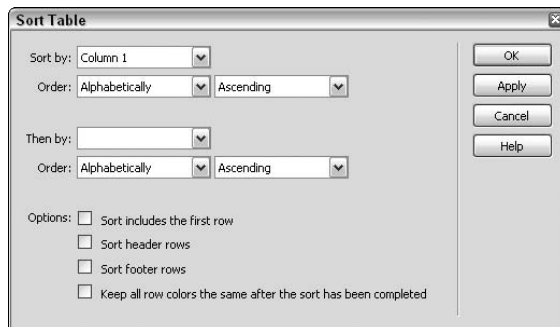 Sort Table
Sort by: Column 1
Order: Alphabetically Ascending
Then by:
Order: Alphabetically Ascending
Options: Sort includes the first row
Sort header rows
Sort footer rows
Keep all row colors the same after the sort has been completed
OK
Apply
Cancel
Help